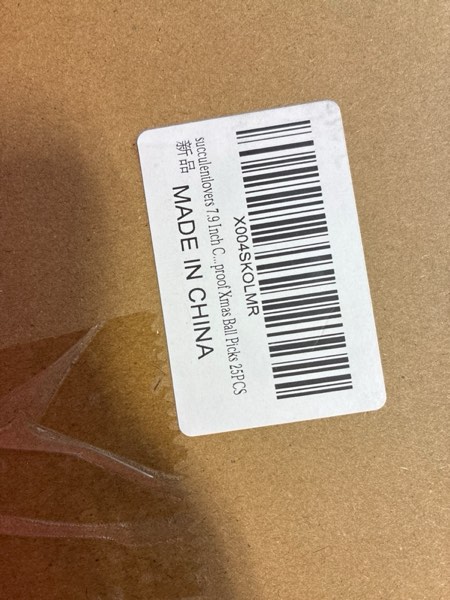 X004SKOLMR
succulentlovers 7.9 Inch C...proof Xmas Ball Picks 25PCS
新品 MADE IN CHINA